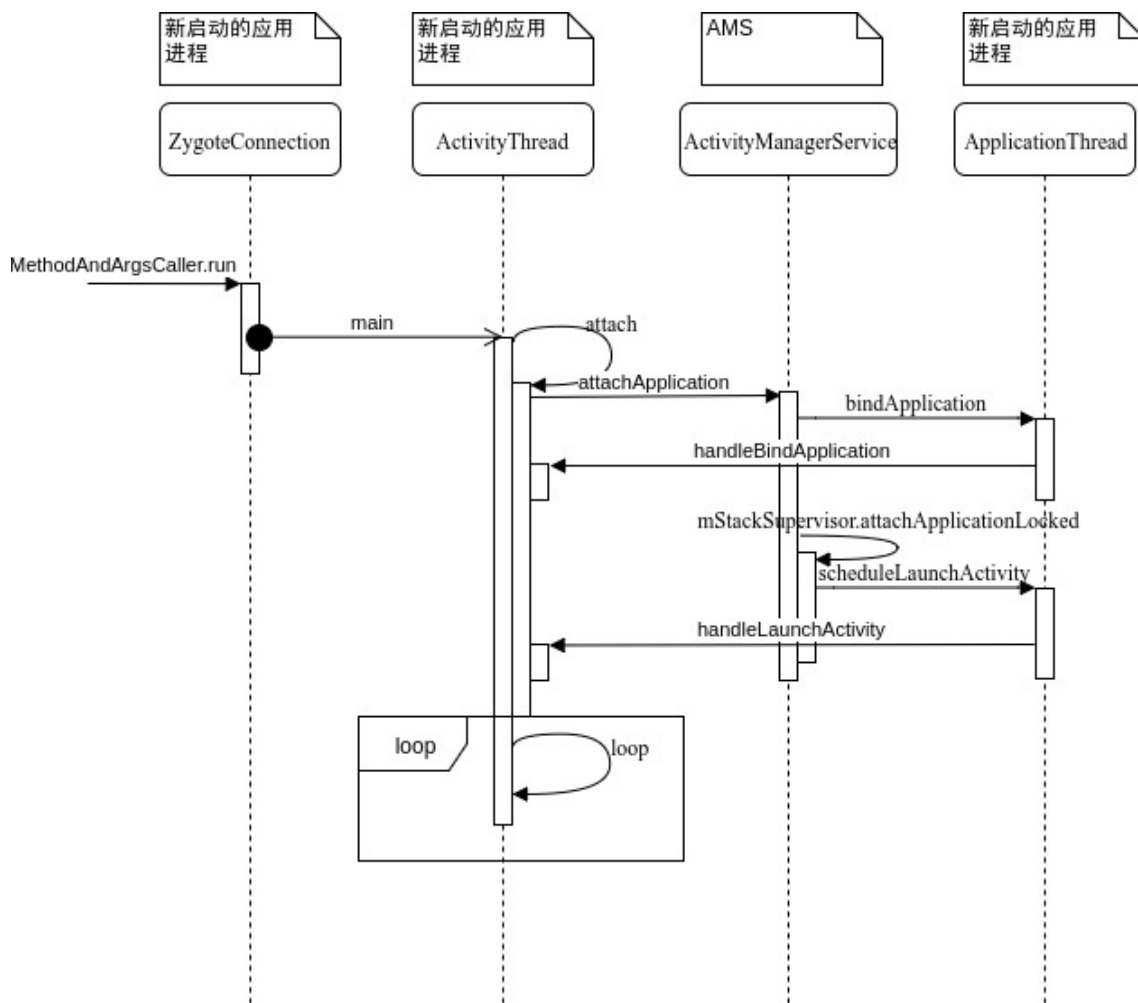 新启动的应用
进程
新启动的应用
进程
AMS
新启动的应用
进程
ZygoteConnection
ActivityThread
ActivityManagerService
ApplicationThread
MethodAndArgsCaller.run
main
attach
attachApplication
bindApplication
handleBindApplication
mStackSupervisor.attachApplicationLocked
scheduleLaunchActivity
handleLaunchActivity
loop
loop